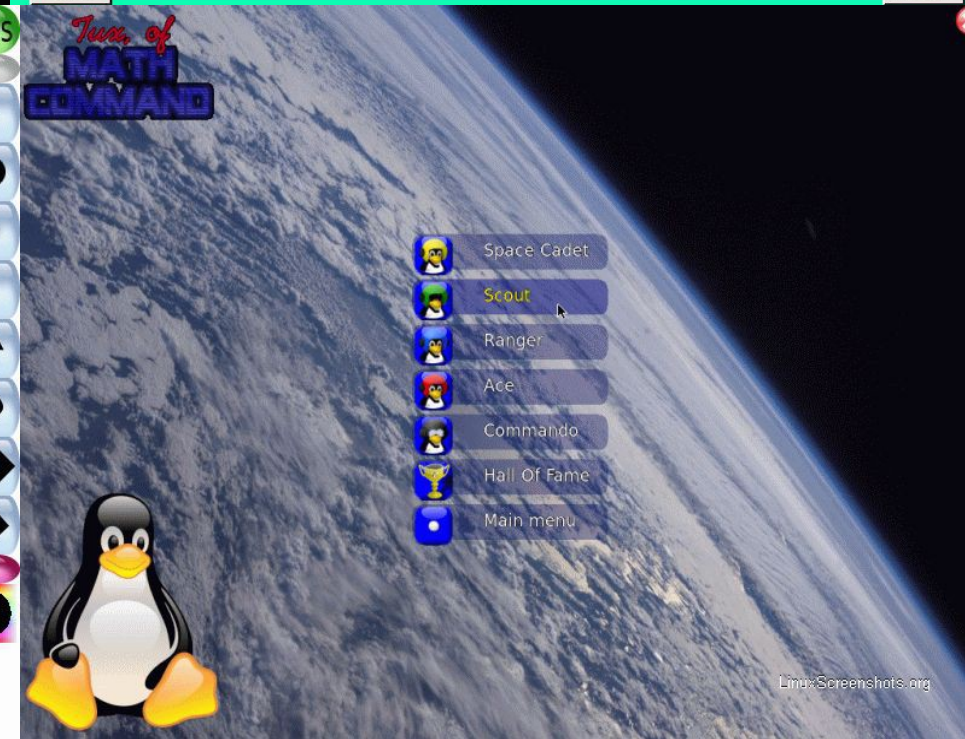 Tux, of
MATH
COMMAND
Space Cadet
Scout
Ranger
Ace
Commando
Hall Of Fame
Main menu
LinuxScreenshots.org